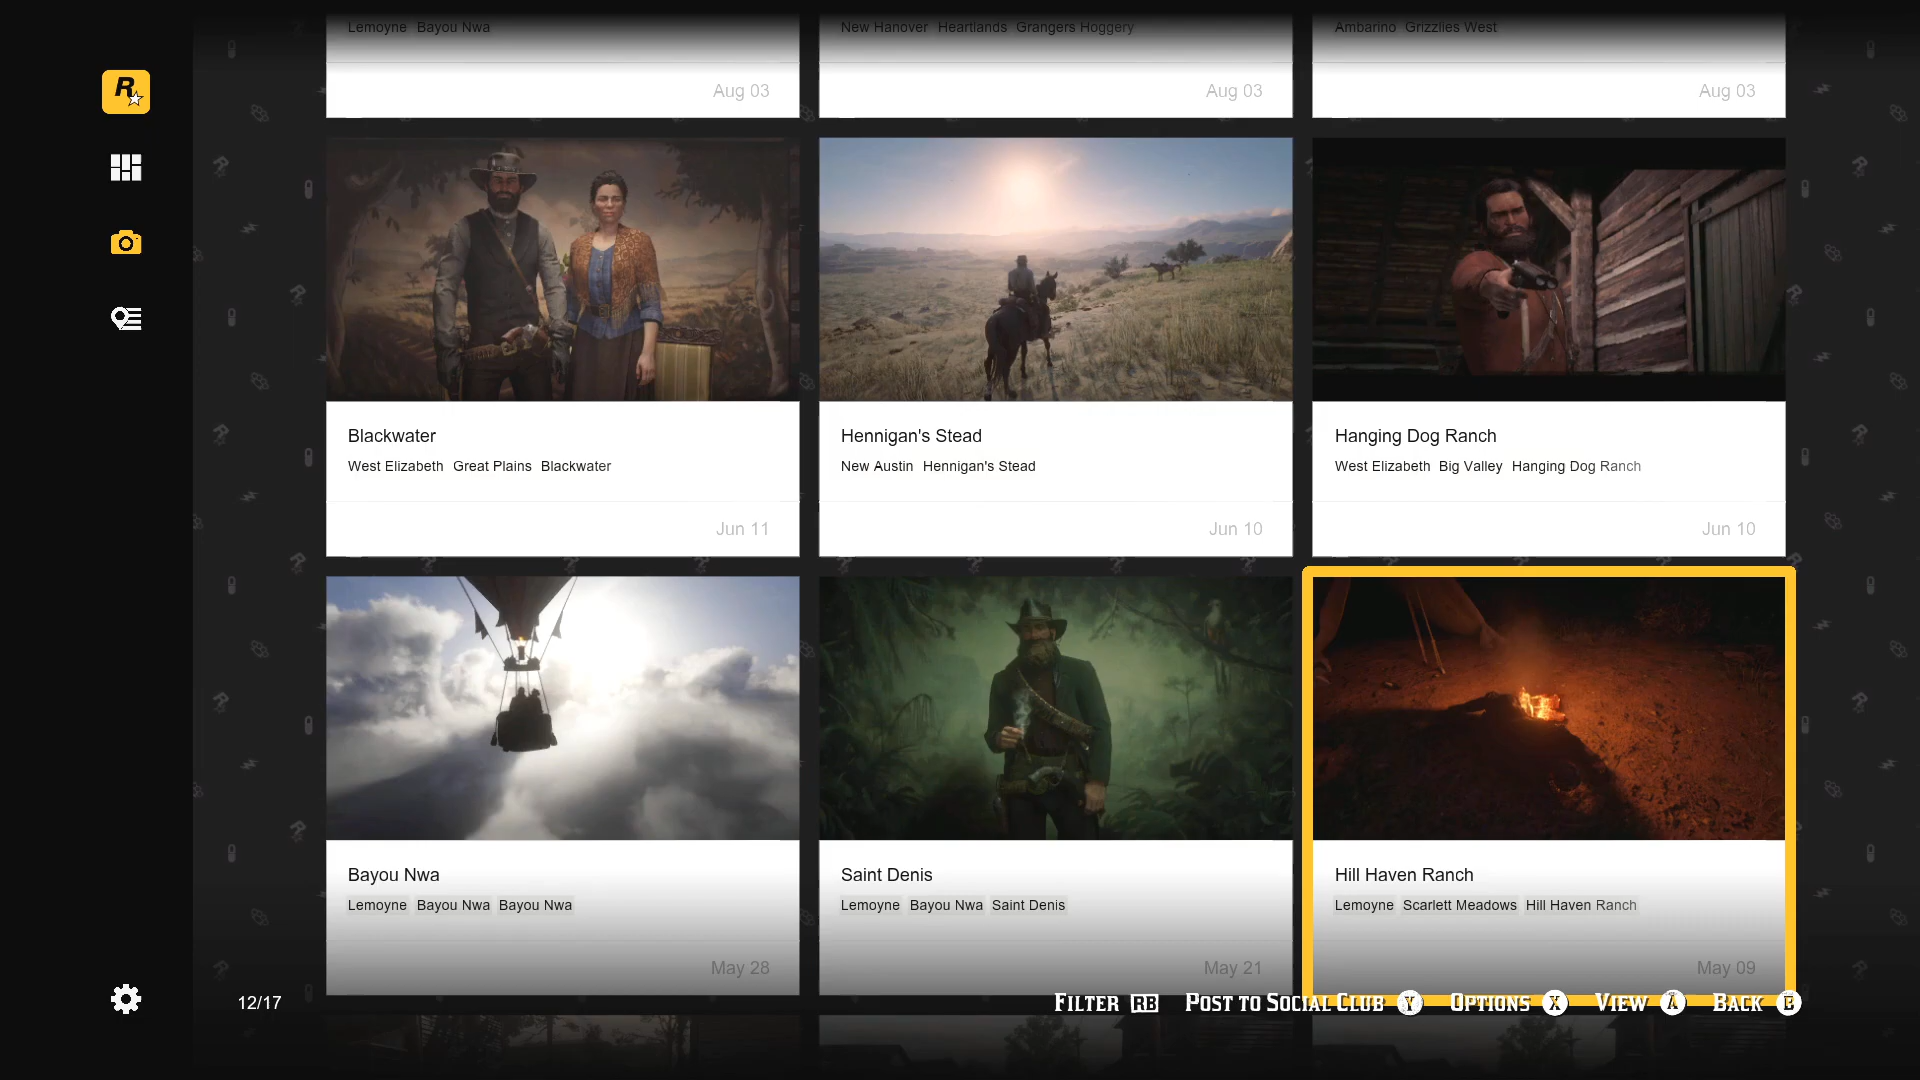 Lemoyne Bayou Nwa
New Hanover Heartlands Grangers Hoggery
Ambarino Grizzlies West
Aug 03
Aug 03
Aug 03
Blackwater
West Elizabeth Great Plains Blackwater
Jun 11
Hennigan's Stead
New Austin Hennigan's Stead
Jun 10
Hanging Dog Ranch
West Elizabeth Big Valley Hanging Dog Ranch
Jun 10
Bayou Nwa
Lemoyne Bayou Nwa Bayou Nwa
May 28
Saint Denis
Lemoyne Bayou Nwa Saint Denis
May 21
Hill Haven Ranch
Lemoyne Scarlett Meadows Hill Haven Ranch
May 09
12/17
Filter RB Post to Social Club Y Options X View A Back B